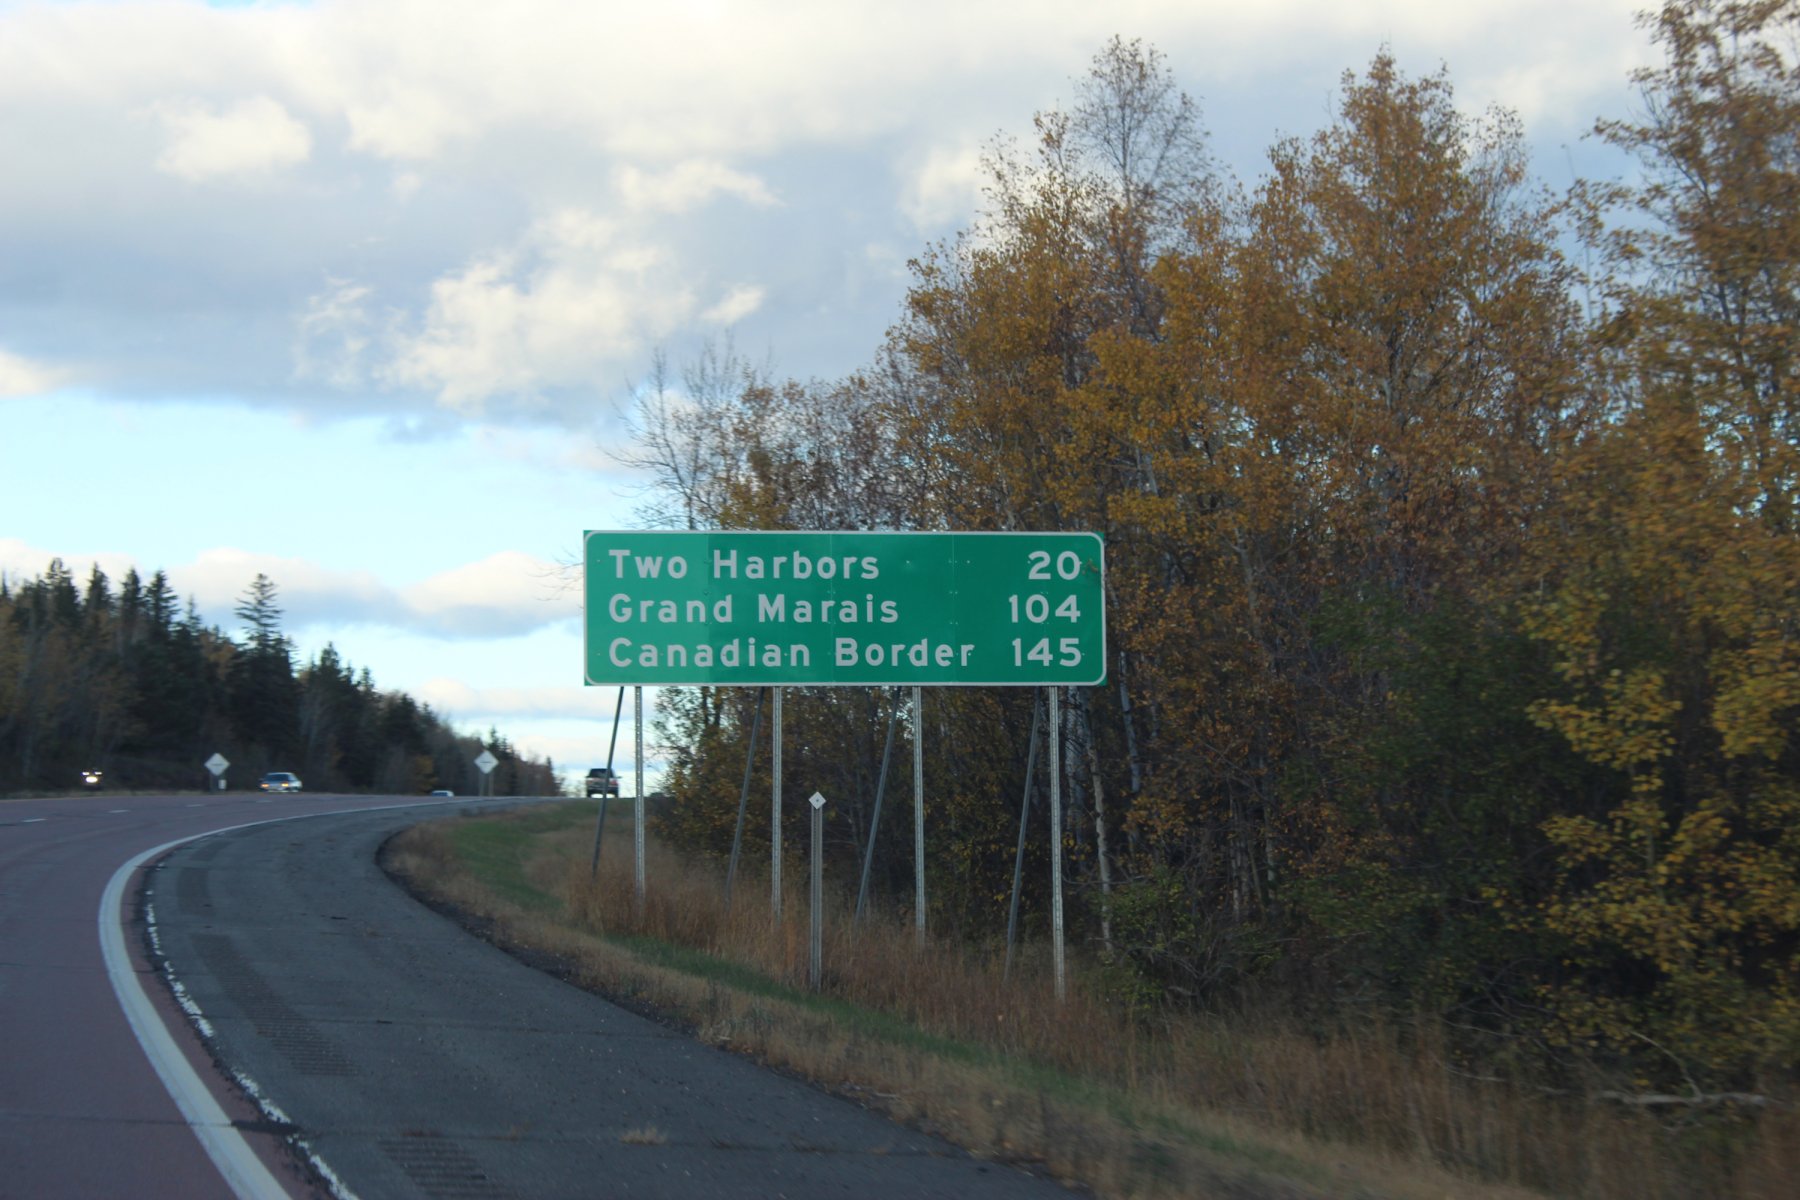 Two Harbors 20
Grand Marais 104
Canadian Border 145